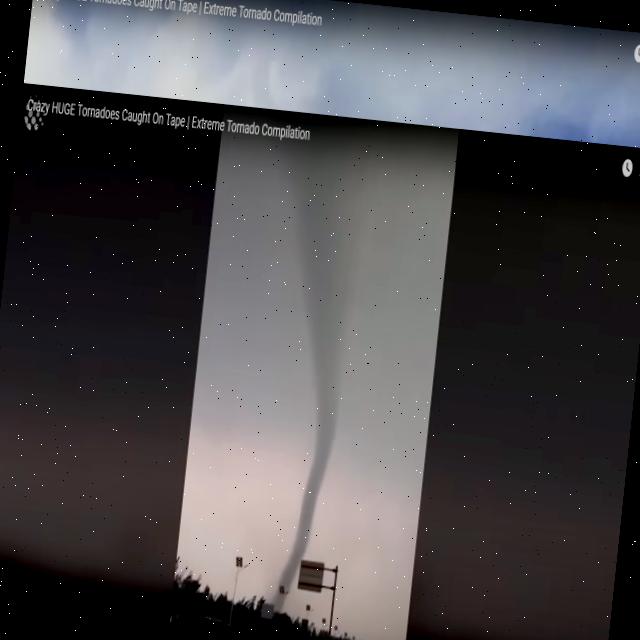 Tornadoes Caught On Tape | Extreme Tornado Compilation
Crazy HUGE Tornadoes Caught On Tape | Extreme Tornado Compilation